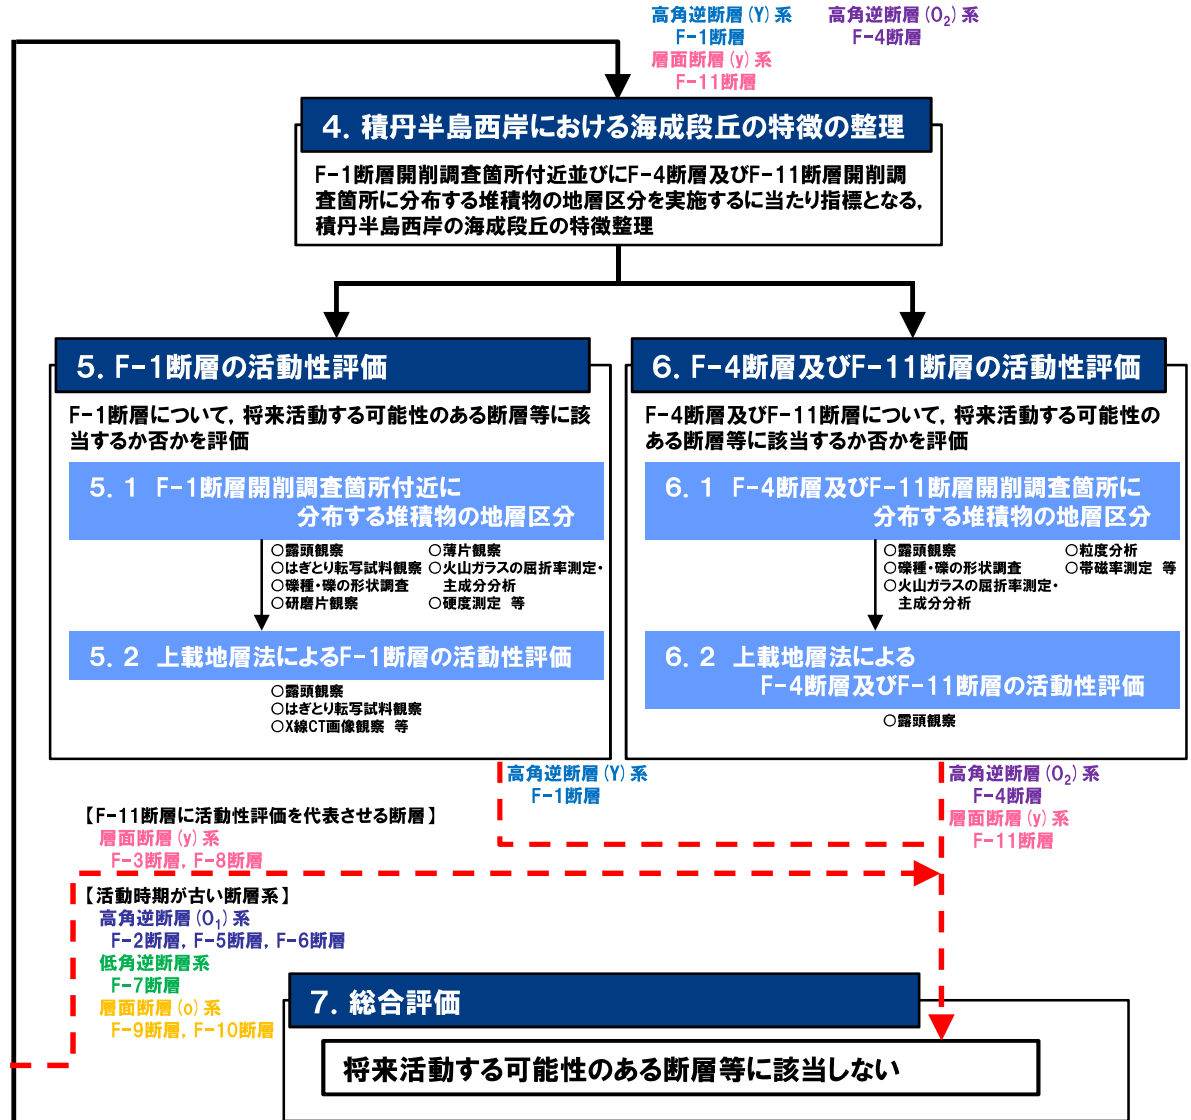 高角逆断層(Y)系
F-1断層
層面断層(y)系
F-11断層
高角逆断層(O₂)系
F-4断層
4. 積丹半島西岸における海成段丘の特徴の整理
F-1断層開削調査箇所付近並びにF-4断層及びF-11断層開削調
査箇所に分布する堆積物の地層区分を実施するに当たり指標となる,
積丹半島西岸の海成段丘の特徴整理
5. F-1断層の活動性評価
F-1断層について, 将来活動する可能性のある断層等に該
当するか否かを評価
5. 1 F-1断層開削調査箇所付近に
分布する堆積物の地層区分
○露頭観察
○はぎとり転写試料観察
○礫種・礫の形状調査
○研磨片観察
○薄片観察
○火山ガラスの屈折率測定・
主成分分析
○硬度測定 等
5. 2 上載地層法によるF-1断層の活動性評価
○露頭観察
○はぎとり転写試料観察
○X線CT画像観察 等
6. F-4断層及びF-11断層の活動性評価
F-4断層及びF-11断層について, 将来活動する可能性の
ある断層等に該当するか否かを評価
6. 1 F-4断層及びF-11断層開削調査箇所に
分布する堆積物の地層区分
○露頭観察
○礫種・礫の形状調査
○火山ガラスの屈折率測定・
主成分分析
○粒度分析
○帯磁率測定 等
6. 2 上載地層法による
F-4断層及びF-11断層の活動性評価
○露頭観察
高角逆断層(Y)系
F-1断層
高角逆断層(O₂)系
F-4断層
層面断層(y)系
F-11断層
【F-11断層に活動性評価を代表させる断層】
層面断層(y)系
F-3断層, F-8断層
【活動時期が古い断層系】
高角逆断層(O₁)系
F-2断層, F-5断層, F-6断層
低角逆断層系
F-7断層
層面断層(o)系
F-9断層, F-10断層
7. 総合評価
将来活動する可能性のある断層等に該当しない